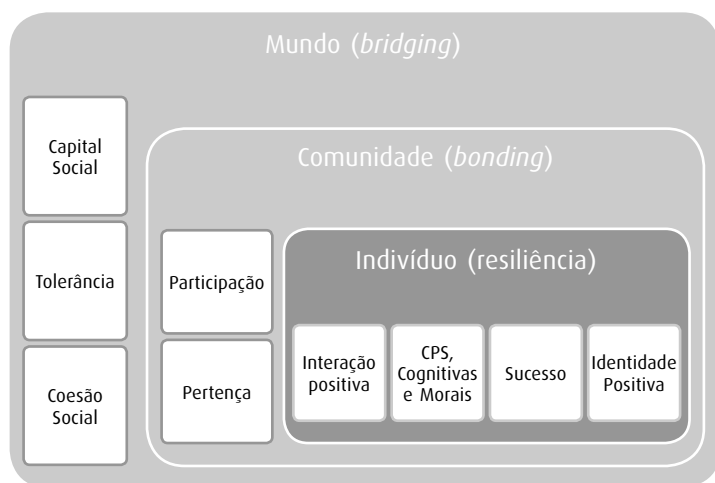 Mundo (bridging)
Capital
Social
Tolerância
Coesão
Social
Comunidade (bonding)
Participação
Pertença
Indivíduo (resiliência)
Interação
positiva
CPS,
Cognitivas
e Morais
Sucesso
Identidade
Positiva